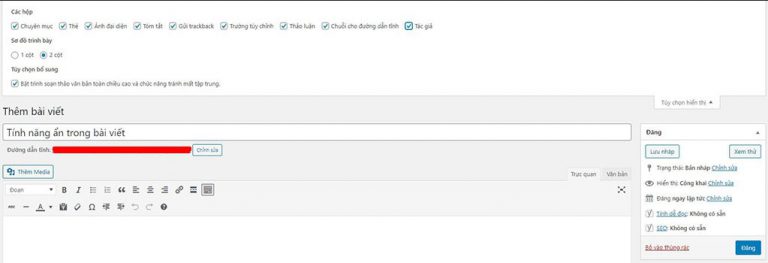 Các hộp
Chuyên mục Thẻ Ảnh đại diện Tóm tắt Gửi trackback Trường tùy chỉnh Thảo luận Chuỗi cho đường dẫn tĩnh Tác giả
Sơ đồ trình bày
1 cột 2 cột
Tùy chọn bổ sung
Bật trình soạn thảo văn bản toàn chiều cao và chức năng tránh mất tập trung.
Tùy chọn hiển thị
Thêm bài viết
Tính năng ẩn trong bài viết
Đường dẫn tĩnh: Chỉnh sửa
Thêm Media
Trực quan Văn bản
Đoạn
ABC
Đăng
Lưu nháp Xem thử
Trạng thái: Bản nháp Chỉnh sửa
Hiển thị: Công khai Chỉnh sửa
Đăng ngay lập tức Chỉnh sửa
Tính dễ đọc: Không có sẵn
SEO: Không có sẵn
Bỏ vào thùng rác Đăng